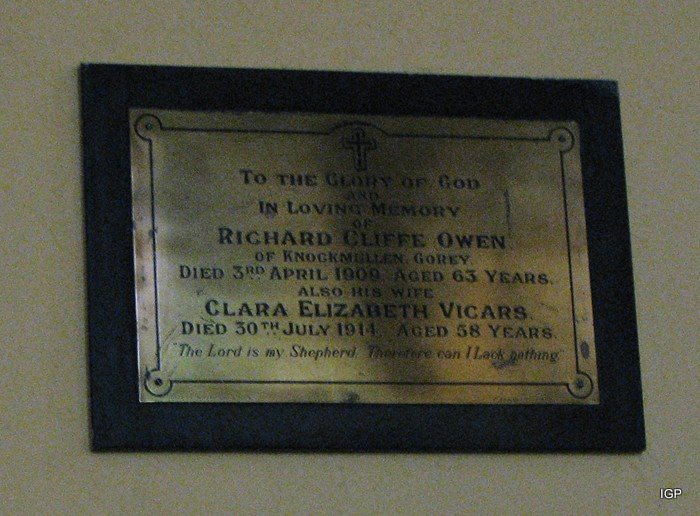 TO THE GLORY OF GOD
AND
IN LOVING MEMORY
OF
RICHARD CLIFFE OWEN
OF KNOCKMULLEN, GOREY.
DIED 3RD APRIL 1909. AGED 63 YEARS.
ALSO HIS WIFE
CLARA ELIZABETH VICARS.
DIED 30TH JULY 1914. AGED 58 YEARS.
"The Lord is my Shepherd. Therefore can I Lack nothing"
IGP